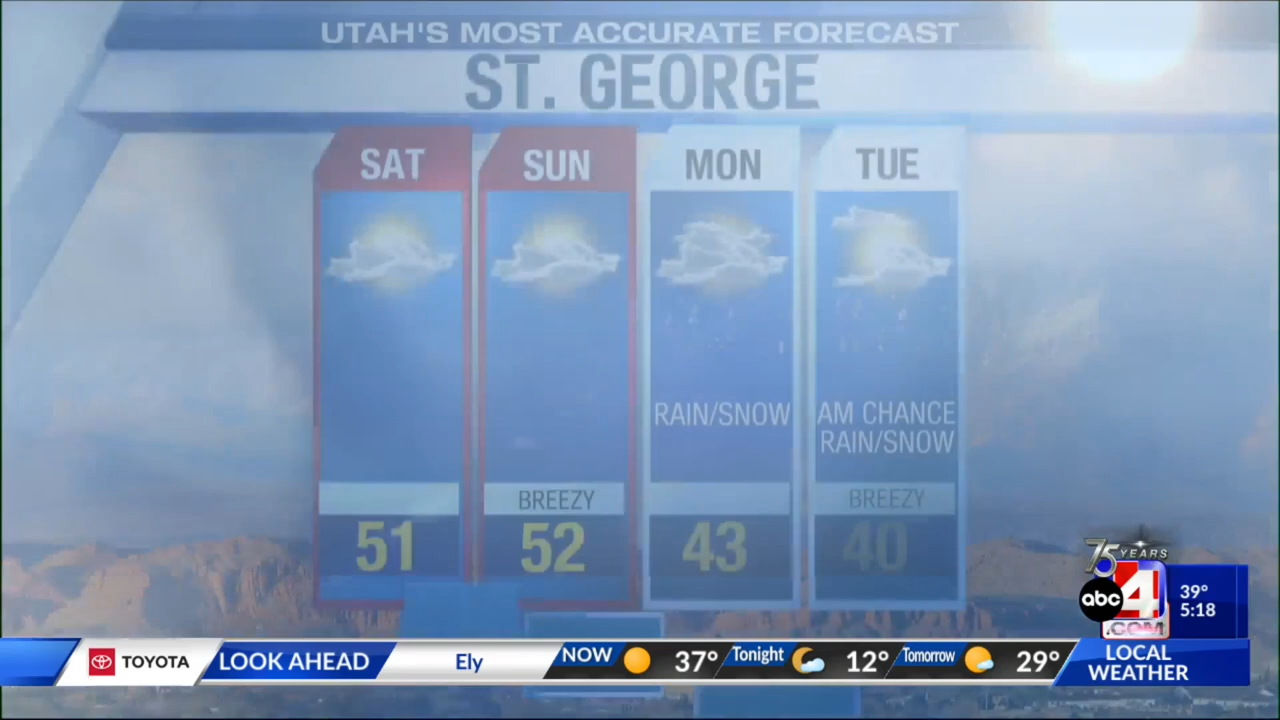 UTAH'S MOST ACCURATE FORECAST
ST. GEORGE
SAT SUN MON TUE
RAIN/SNOW AM CHANCE
RAIN/SNOW
BREEZY BREEZY
51 52 43 40
75 YEARS
abc 4
.COM
39°
5:18
TOYOTA LOOK AHEAD Ely NOW 37° Tonight 12° Tomorrow 29° LOCAL
WEATHER